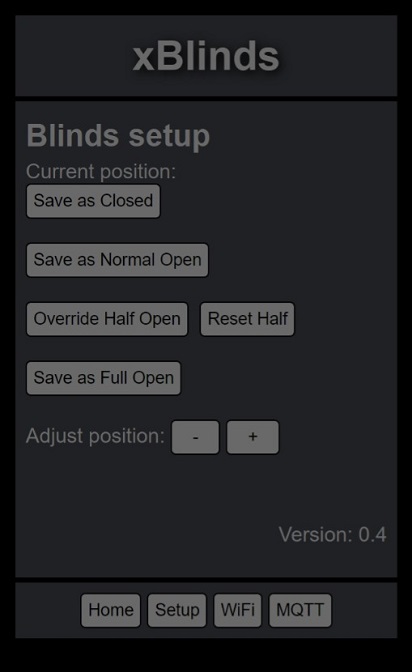 xBlinds
Blinds setup
Current position:
Save as Closed
Save as Normal Open
Override Half Open Reset Half
Save as Full Open
Adjust position: - +
Version: 0.4
Home Setup WiFi MQTT